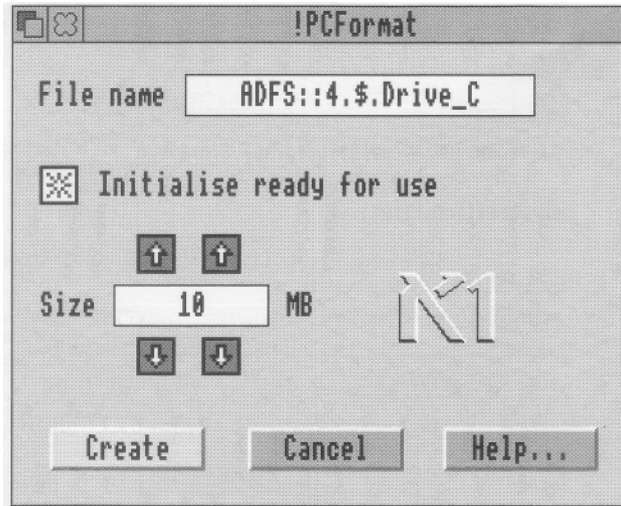 !PCFormat
File name ADFS::4.$.Drive_C
Initialise ready for use
Size 10 MB
Create Cancel Help...